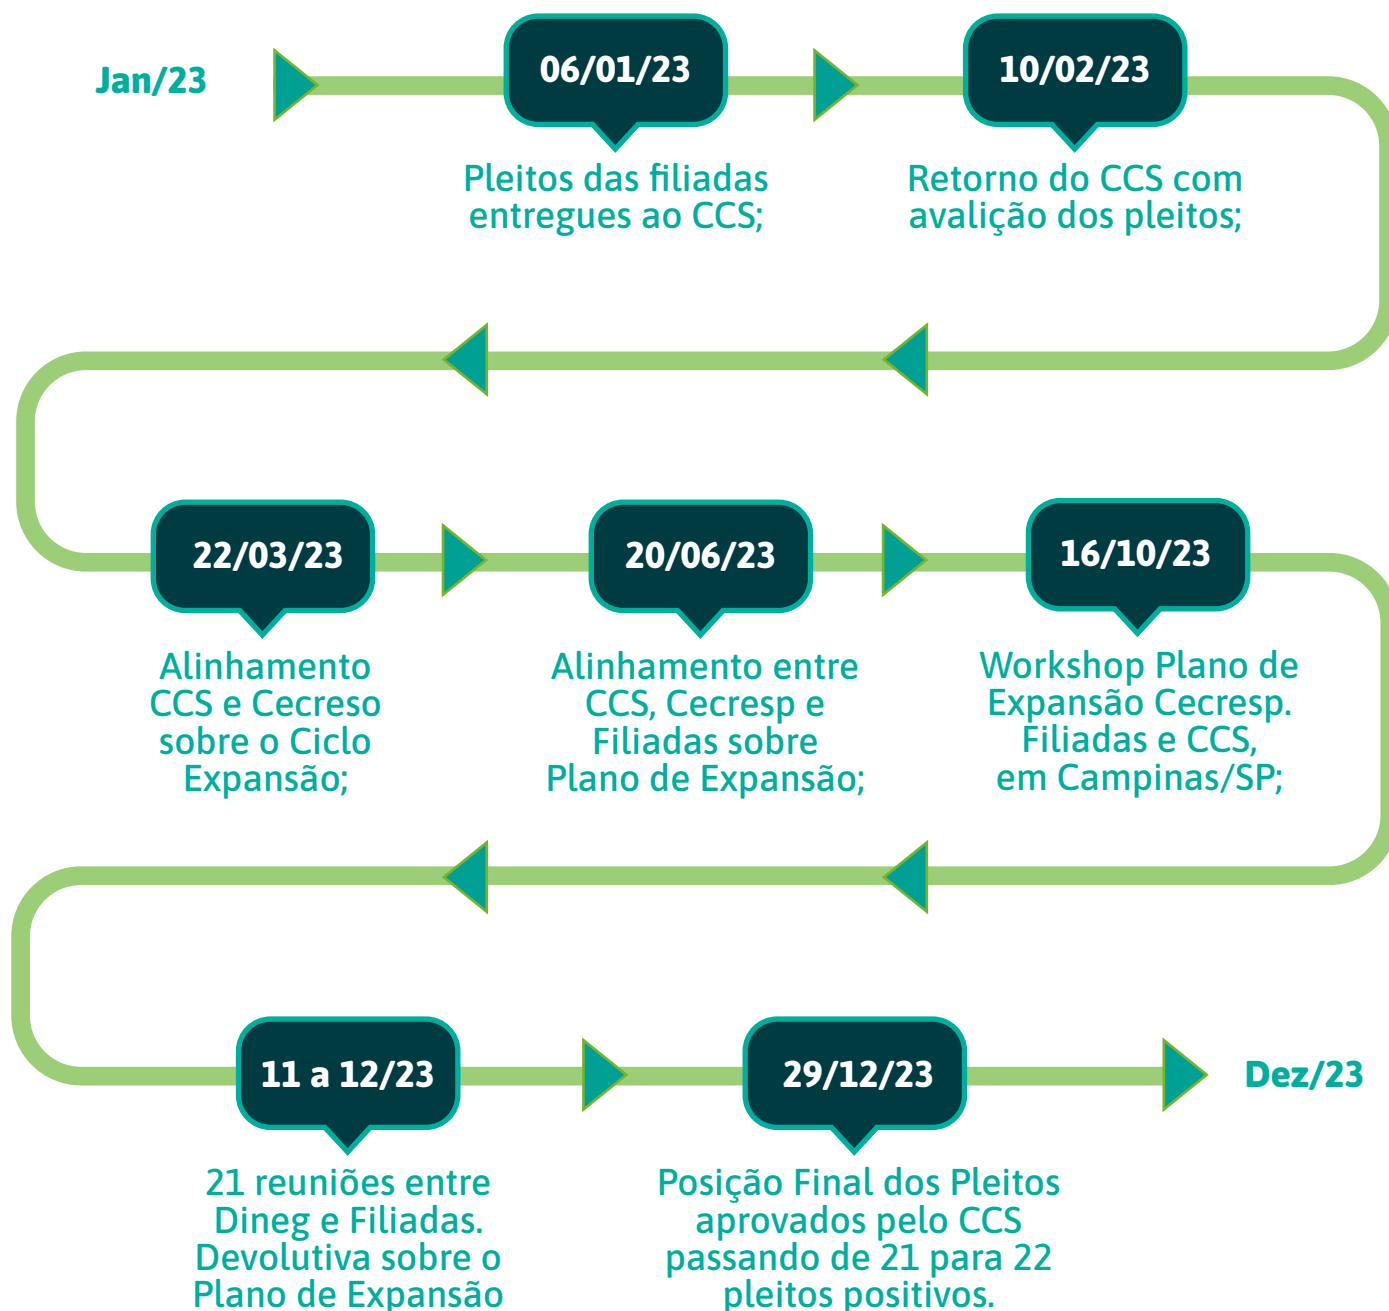 Jan/23
06/01/23
Pleitos das filiadas
entregues ao CCS;
10/02/23
Retorno do CCS com
avalição dos pleitos;
22/03/23
Alinhamento
CCS e Cecreso
sobre o Ciclo
Expansão;
20/06/23
Alinhamento entre
CCS, Cecresp e
Filiadas sobre
Plano de Expansão;
16/10/23
Workshop Plano de
Expansão Cecresp.
Filiadas e CCS,
em Campinas/SP;
11 a 12/23
21 reuniões entre
Dineg e Filiadas.
Devolutiva sobre o
Plano de Expansão
29/12/23
Posição Final dos Pleitos
aprovados pelo CCS
passando de 21 para 22
pleitos positivos.
Dez/23